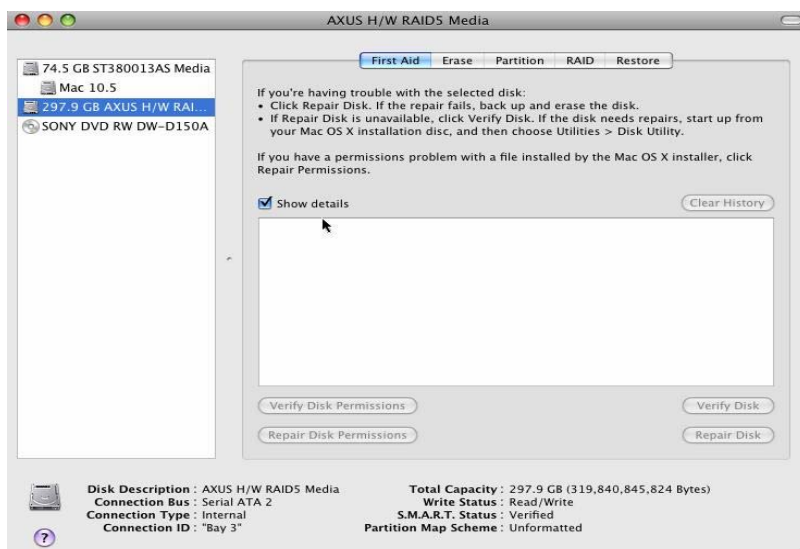 AXUS H/W RAID5 Media
74.5 GB ST380013AS Media
Mac 10.5
297.9 GB AXUS H/W RAI...
SONY DVD RW DW-D150A
First Aid Erase Partition RAID Restore
If you're having trouble with the selected disk:
• Click Repair Disk. If the repair fails, back up and erase the disk.
• If Repair Disk is unavailable, click Verify Disk. If the disk needs repairs, start up from
your Mac OS X installation disc, and then choose Utilities > Disk Utility.
If you have a permissions problem with a file installed by the Mac OS X installer, click
Repair Permissions.
Show details
Clear History
Verify Disk Permissions
Verify Disk
Repair Disk Permissions
Repair Disk
Disk Description : AXUS H/W RAID5 Media
Connection Bus : Serial ATA 2
Connection Type : Internal
Connection ID : "Bay 3"
Total Capacity : 297.9 GB (319,840,845,824 Bytes)
Write Status : Read/Write
S.M.A.R.T. Status : Verified
Partition Map Scheme : Unformatted
?